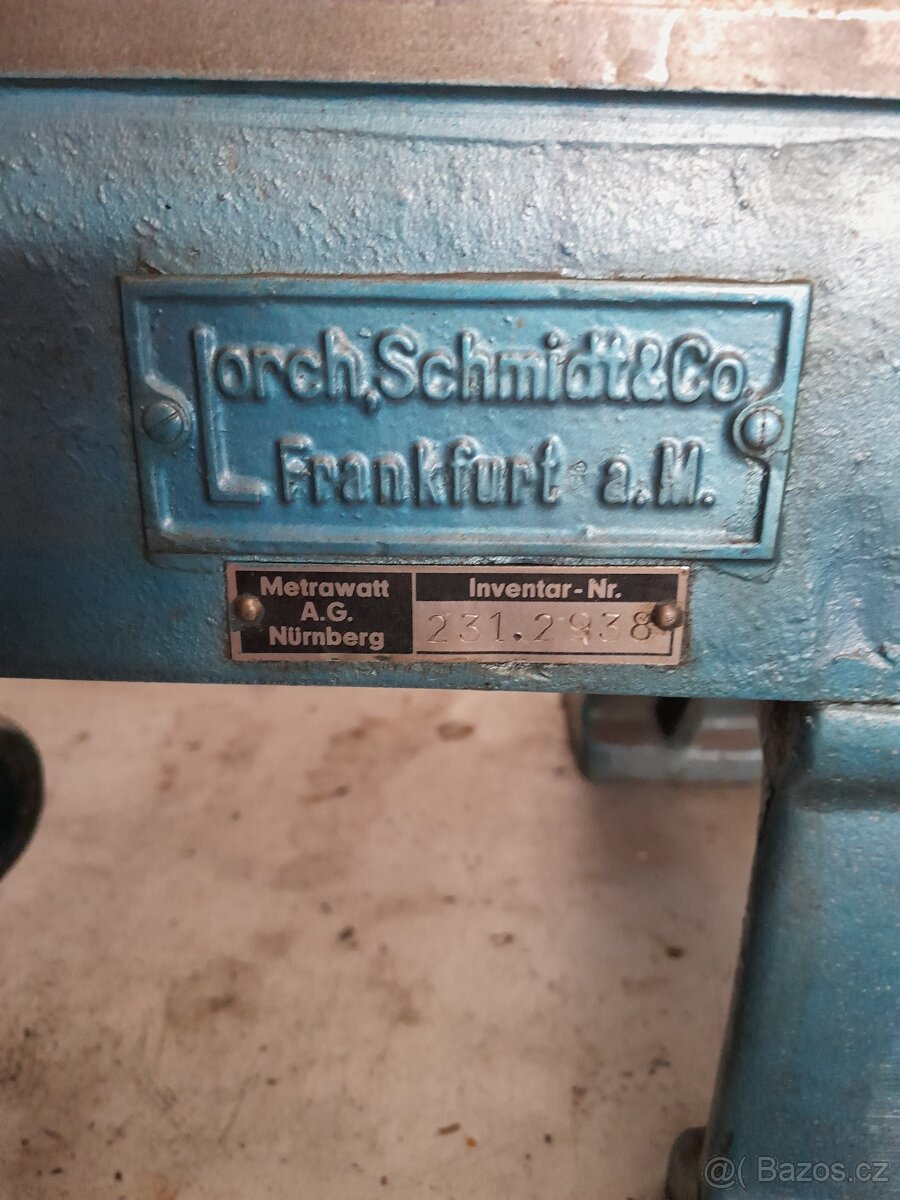 Lorch, Schmidt & Co.
Frankfurt a.M.
Metrawatt
A.G.
Nürnberg
Inventar-Nr.
231.2938
@( Bazos.cz